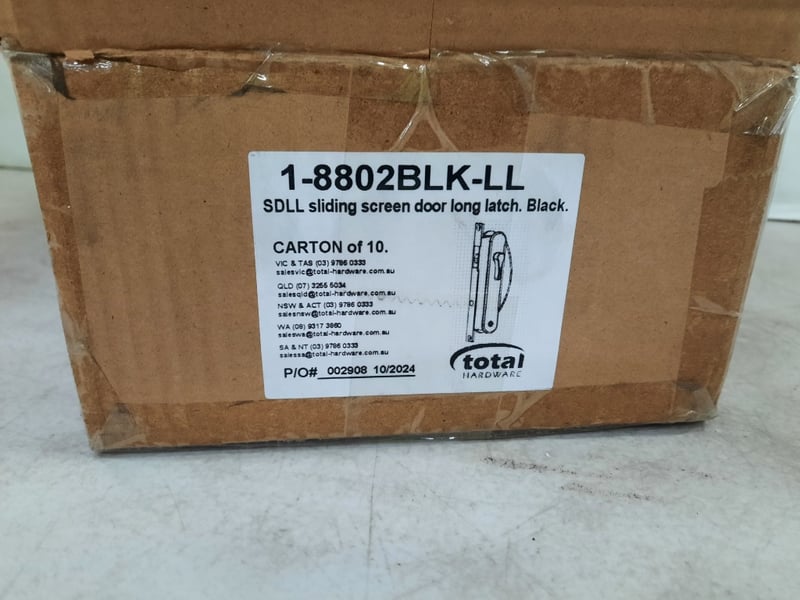 1-8802BLK-LL
SDLL sliding screen door long latch. Black.
CARTON of 10.
VIC & TAS (03) 9786 0333
salesvic@total-hardware.com.au
QLD (07) 3255 5034
salesqld@total-hardware.com.au
NSW & ACT (03) 9786 0333
salesnsw@total-hardware.com.au
WA (08) 9317 3860
saleswa@total-hardware.com.au
SA & NT (03) 9786 0333
salessa@total-hardware.com.au
total
HARDWARE
P/O# 002908 10/2024